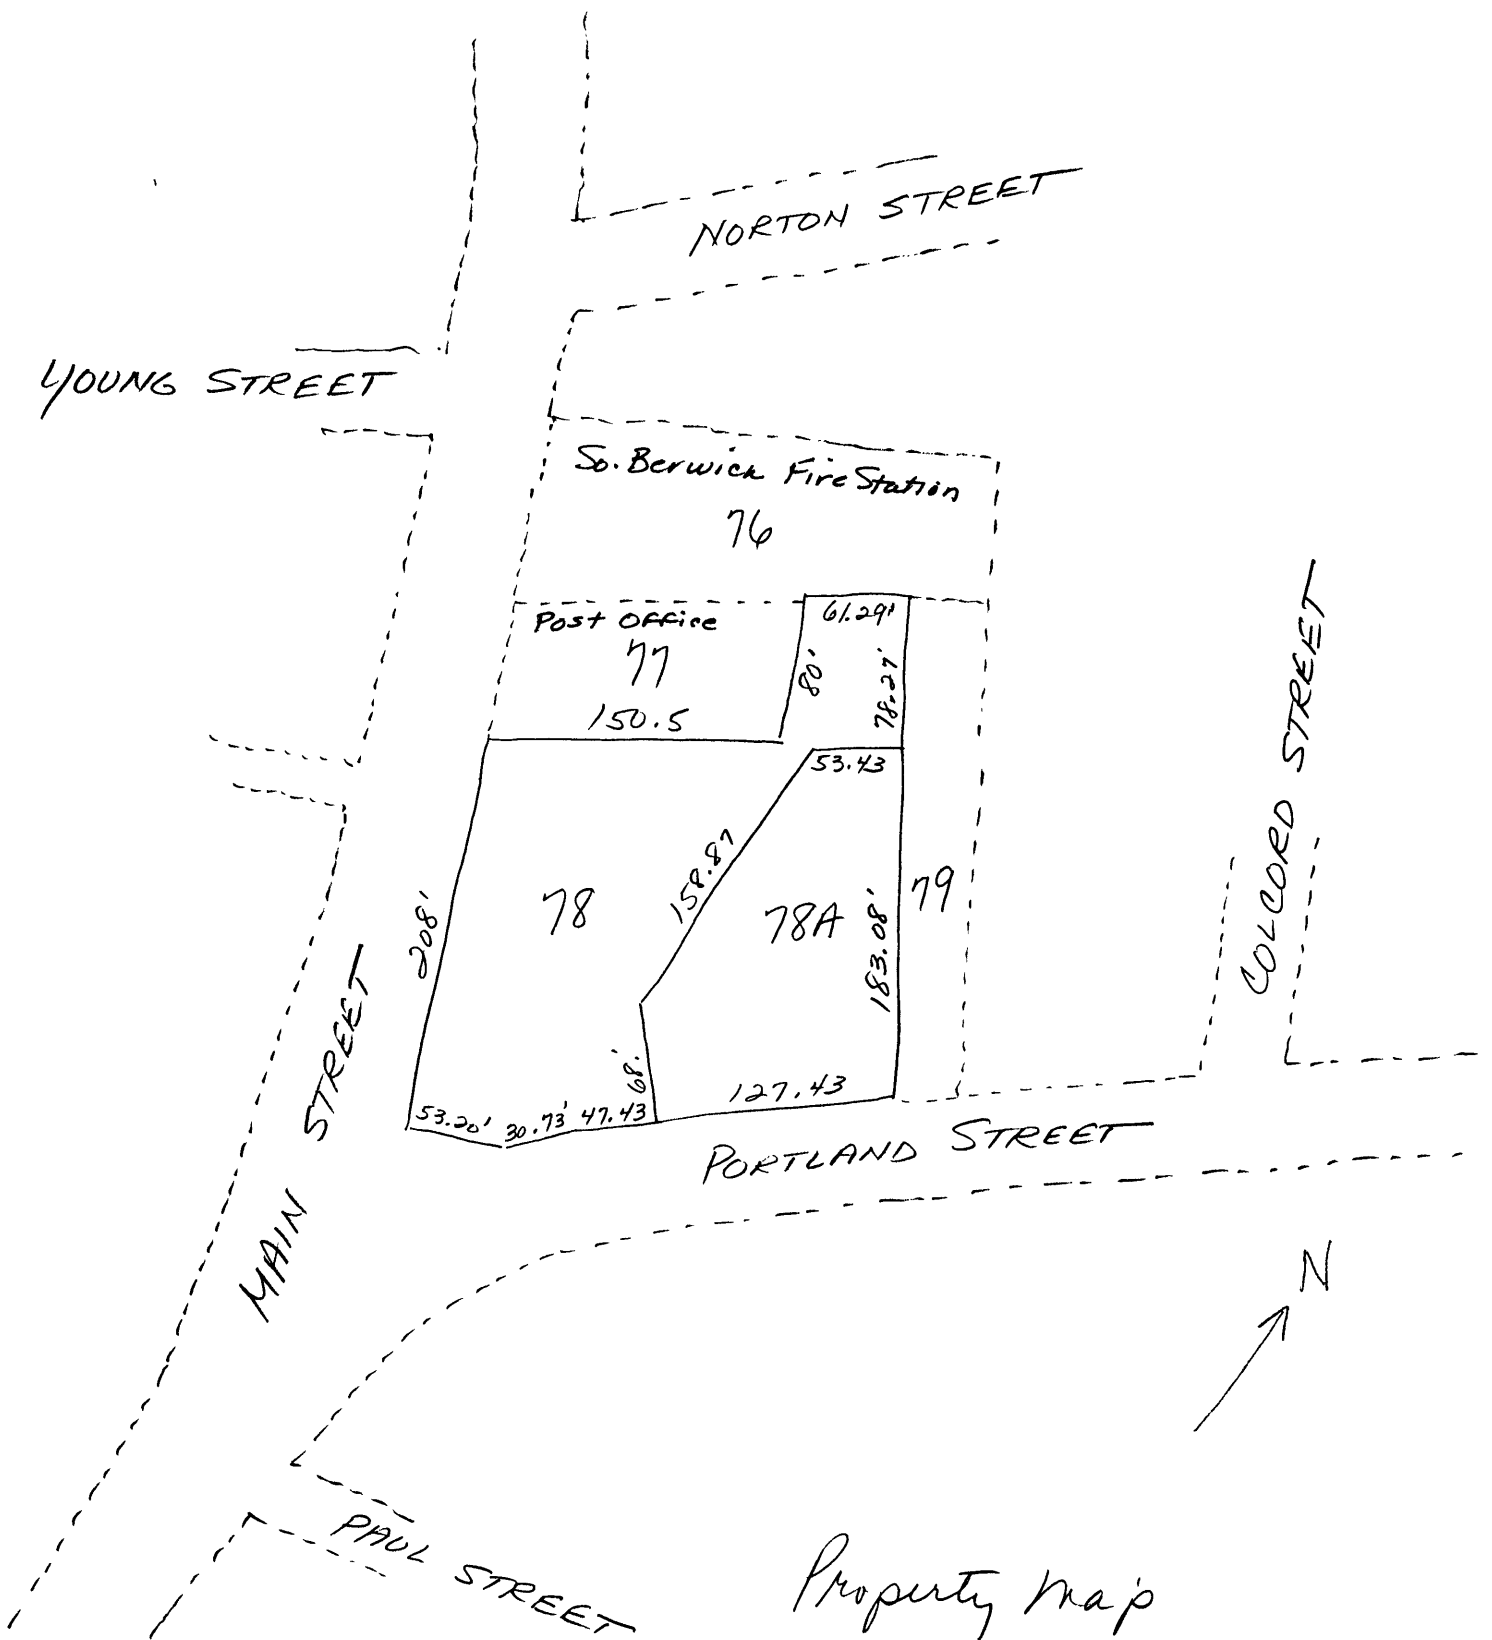 NORTON STREET
YOUNG STREET
So. Berwick Fire Station
76
61.29'
Post Office
77
80'
78.27'
150.5
53.43
COLCORD STREET
158.87
78
78A
79
208'
183.08'
MAIN STREET
68'
127.43
53.20' 30.73' 47.43
PORTLAND STREET
N
PAUL STREET
Property Map